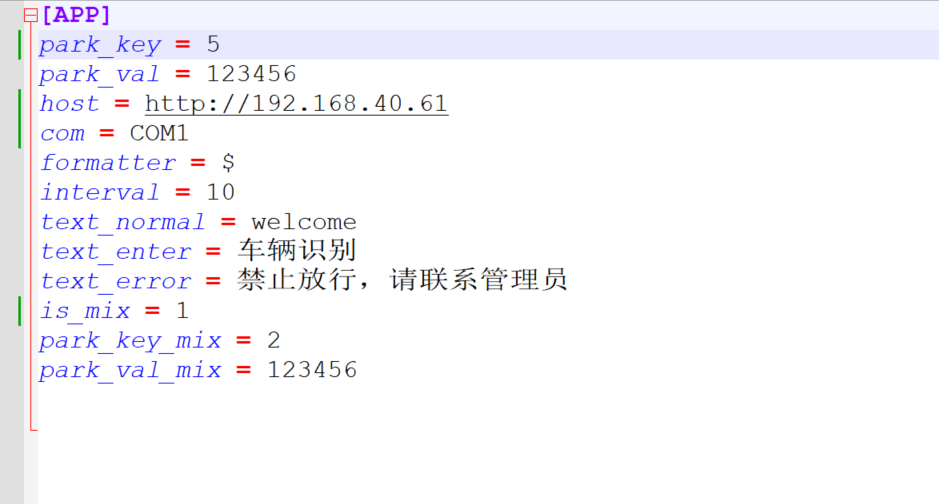 [APP]
park_key = 5
park_val = 123456
host = http://192.168.40.61
com = COM1
formatter = $
interval = 10
text_normal = welcome
text_enter = 车辆识别
text_error = 禁止放行，请联系管理员
is_mix = 1
park_key_mix = 2
park_val_mix = 123456